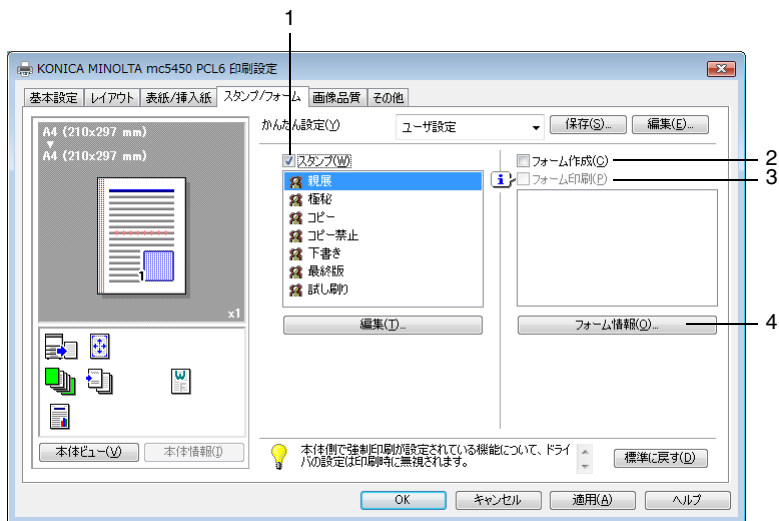 1
KONICA MINOLTA mc5450 PCL6 印刷設定
基本設定 レイアウト 表紙/挿入紙 スタンプ/フォーム 画像品質 その他
A4 (210x297 mm)
A4 (210x297 mm)
かんたん設定(Y) ユーザ設定 保存(S)... 編集(E)...
スタンプ(W)
フォーム作成(C) 2
フォーム印刷(P) 3
親展
極秘
コピー
コピー禁止
下書き
最終版
試し刷り
1
x1
編集(T)...
フォーム情報(O)... 4
W
本体ビュー(V) 本体情報(I)
本体側で強制印刷が設定されている機能について、ドライ
バの設定は印刷時に無視されます。
標準に戻す(D)
OK キャンセル 適用(A) ヘルプ